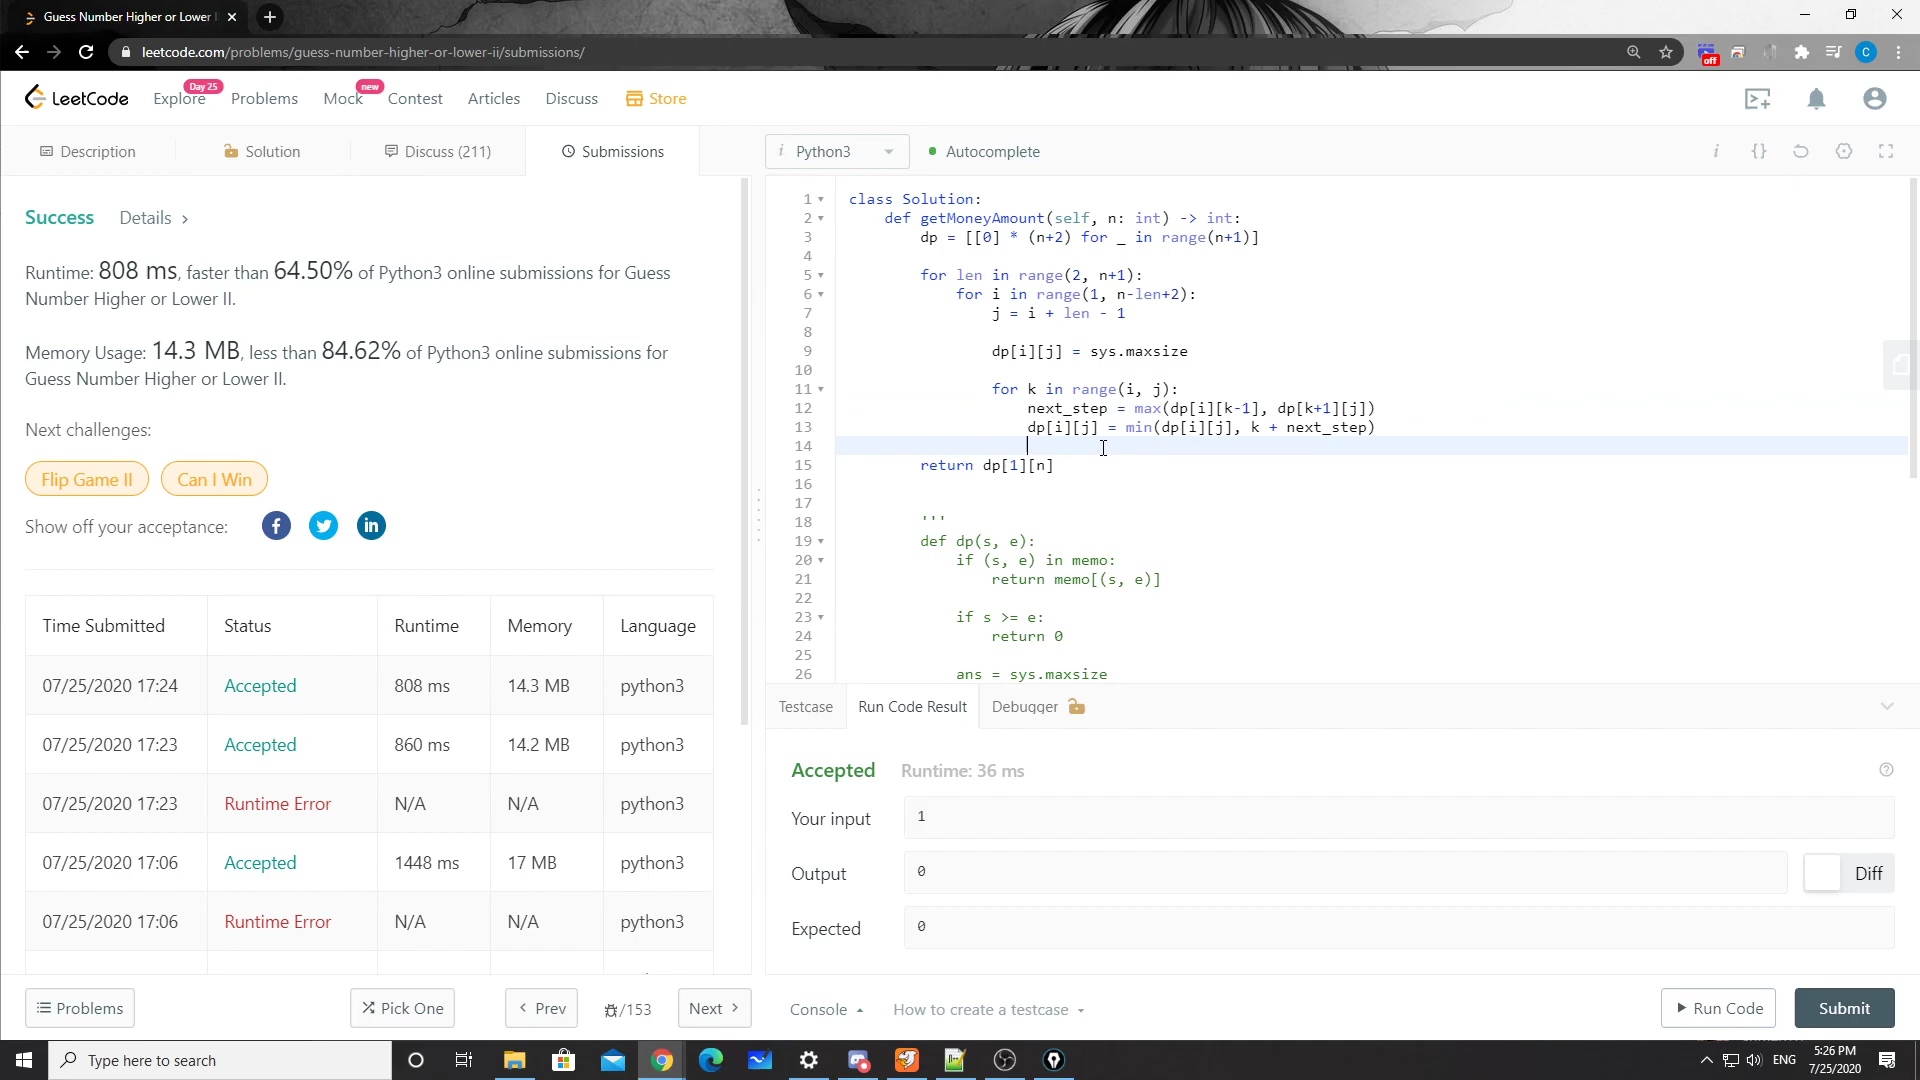 Guess Number Higher or Lower I
leetcode.com/problems/guess-number-higher-or-lower-ii/submissions/
off
C
LeetCode
Explore
Day 25
Problems
Mock
new
Contest
Articles
Discuss
Store
Description
Solution
Discuss (211)
Submissions
i Python3
Autocomplete
i {}
Success Details >
Runtime: 808 ms, faster than 64.50% of Python3 online submissions for Guess
Number Higher or Lower II.
Memory Usage: 14.3 MB, less than 84.62% of Python3 online submissions for
Guess Number Higher or Lower II.
Next challenges:
Flip Game II
Can I Win
Show off your acceptance:
Time Submitted Status Runtime Memory Language
07/25/2020 17:24 Accepted 808 ms 14.3 MB python3
07/25/2020 17:23 Accepted 860 ms 14.2 MB python3
07/25/2020 17:23 Runtime Error N/A N/A python3
07/25/2020 17:06 Accepted 1448 ms 17 MB python3
07/25/2020 17:06 Runtime Error N/A N/A python3
1 class Solution:
2 def getMoneyAmount(self, n: int) -> int:
3 dp = [[0] * (n+2) for _ in range(n+1)]
4
5 for len in range(2, n+1):
6 for i in range(1, n-len+2):
7 j = i + len - 1
8
9 dp[i][j] = sys.maxsize
10
11 for k in range(i, j):
12 next_step = max(dp[i][k-1], dp[k+1][j])
13 dp[i][j] = min(dp[i][j], k + next_step)
14
15 return dp[1][n]
16
17
18 '''
19 def dp(s, e):
20 if (s, e) in memo:
21 return memo[(s, e)]
22
23 if s >= e:
24 return 0
25
26 ans = sys.maxsize
Testcase
Run Code Result
Debugger
Accepted Runtime: 36 ms
Your input 1
Output 0
Diff
Expected 0
Problems
Pick One
< Prev
/153
Next >
Console
How to create a testcase
Run Code
Submit
Type here to search
ENG
5:26 PM
7/25/2020